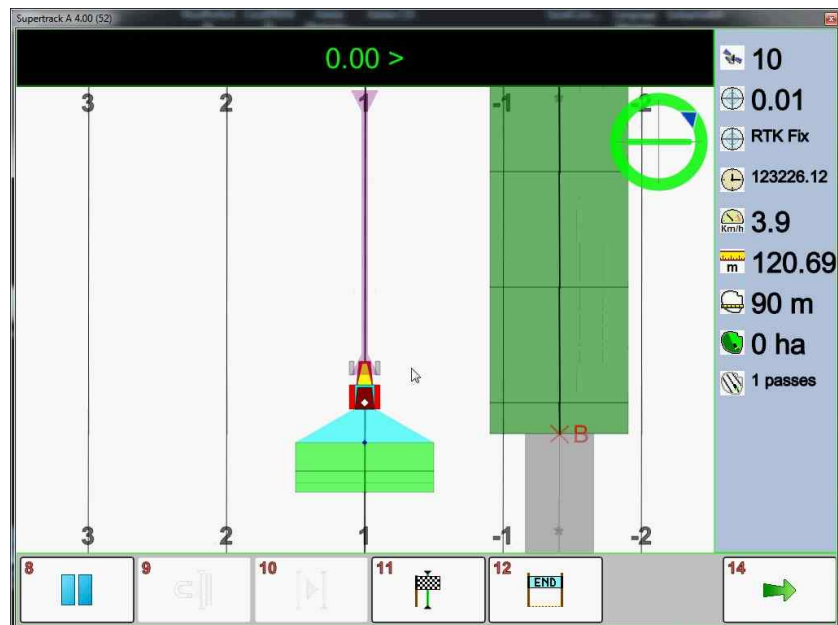 Supertrack A 4.00 (52)
0.00 >
10
0.01
RTK Fix
123226.12
Km/h 3.9
m 120.69
90 m
0 ha
1 passes
3 2 1 -1 * -2
B
3 2 1 -1 * -2
8 9 10 11 12 14
END